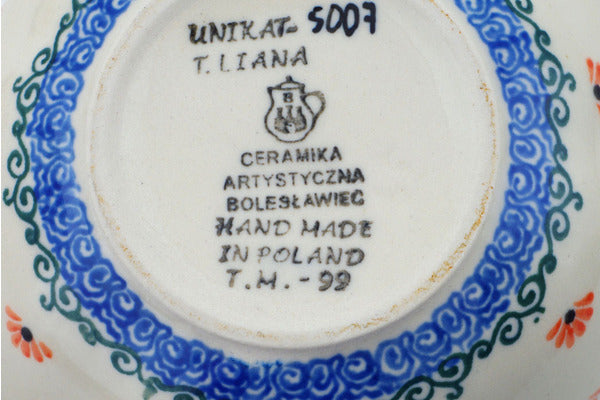 UNIKAT- S007
T. LIANA
B
CERAMIKA
ARTYSTYCZNA
BOLESŁAWIEC
HAND MADE
IN POLAND
T.M.-99